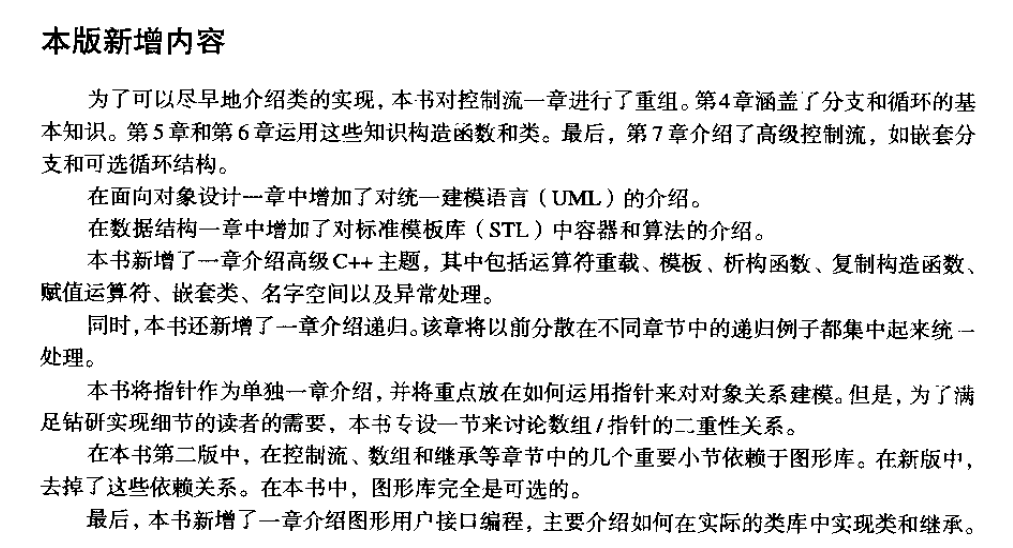 本版新增内容
为了可以尽早地介绍类的实现，本书对控制流一章进行了重组。第4章涵盖了分支和循环的基
本知识。第5章和第6章运用这些知识构造函数和类。最后，第7章介绍了高级控制流，如嵌套分
支和可选循环结构。
在面向对象设计一章中增加了对统一建模语言（UML）的介绍。
在数据结构一章中增加了对标准模板库（STL）中容器和算法的介绍。
本书新增了一章介绍高级C++主题，其中包括运算符重载、模板、析构函数、复制构造函数、
赋值运算符、嵌套类、名字空间以及异常处理。
同时，本书还新增了一章介绍递归。该章将以前分散在不同章节中的递归例子都集中起来统一
处理。
本书将指针作为单独一章介绍，并将重点放在如何运用指针来对对象关系建模。但是，为了满
足钻研实现细节的读者的需要，本书专设一节来讨论数组/指针的二重性关系。
在本书第二版中，在控制流、数组和继承等章节中的几个重要小节依赖于图形库。在新版中，
去掉了这些依赖关系。在本书中，图形库完全是可选的。
最后，本书新增了一章介绍图形用户接口编程，主要介绍如何在实际的类库中实现类和继承。